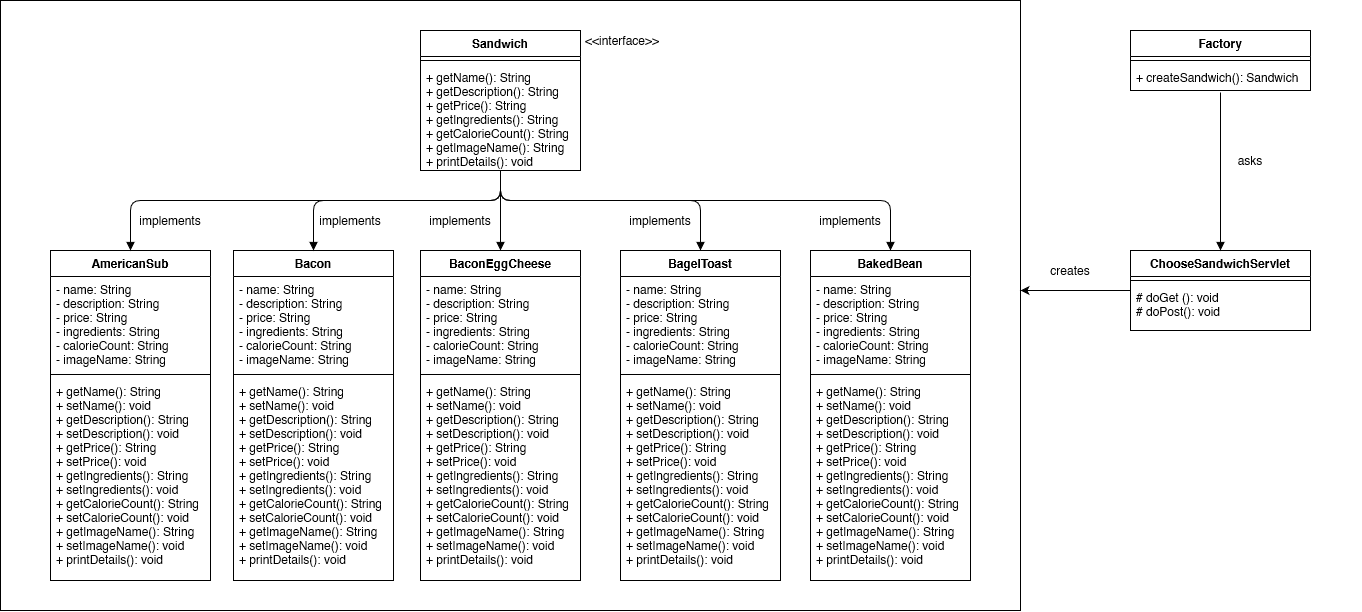 Sandwich
<<interface>>
+ getName(): String
+ getDescription(): String
+ getPrice(): String
+ getIngredients(): String
+ getCalorieCount(): String
+ getImageName(): String
+ printDetails(): void
Factory
+ createSandwich(): Sandwich
asks
implements
implements
implements
implements
implements
creates
AmericanSub
- name: String
- description: String
- price: String
- ingredients: String
- calorieCount: String
- imageName: String
+ getName(): String
+ setName(): void
+ getDescription(): String
+ setDescription(): void
+ getPrice(): String
+ setPrice(): void
+ getIngredients(): String
+ setIngredients(): void
+ getCalorieCount(): String
+ setCalorieCount(): void
+ getImageName(): String
+ setImageName(): void
+ printDetails(): void
Bacon
- name: String
- description: String
- price: String
- ingredients: String
- calorieCount: String
- imageName: String
+ getName(): String
+ setName(): void
+ getDescription(): String
+ setDescription(): void
+ getPrice(): String
+ setPrice(): void
+ getIngredients(): String
+ setIngredients(): void
+ getCalorieCount(): String
+ setCalorieCount(): void
+ getImageName(): String
+ setImageName(): void
+ printDetails(): void
BaconEggCheese
- name: String
- description: String
- price: String
- ingredients: String
- calorieCount: String
- imageName: String
+ getName(): String
+ setName(): void
+ getDescription(): String
+ setDescription(): void
+ getPrice(): String
+ setPrice(): void
+ getIngredients(): String
+ setIngredients(): void
+ getCalorieCount(): String
+ setCalorieCount(): void
+ getImageName(): String
+ setImageName(): void
+ printDetails(): void
BagelToast
- name: String
- description: String
- price: String
- ingredients: String
- calorieCount: String
- imageName: String
+ getName(): String
+ setName(): void
+ getDescription(): String
+ setDescription(): void
+ getPrice(): String
+ setPrice(): void
+ getIngredients(): String
+ setIngredients(): void
+ getCalorieCount(): String
+ setCalorieCount(): void
+ getImageName(): String
+ setImageName(): void
+ printDetails(): void
BakedBean
- name: String
- description: String
- price: String
- ingredients: String
- calorieCount: String
- imageName: String
+ getName(): String
+ setName(): void
+ getDescription(): String
+ setDescription(): void
+ getPrice(): String
+ setPrice(): void
+ getIngredients(): String
+ setIngredients(): void
+ getCalorieCount(): String
+ setCalorieCount(): void
+ getImageName(): String
+ setImageName(): void
+ printDetails(): void
ChooseSandwichServlet
# doGet (): void
# doPost(): void